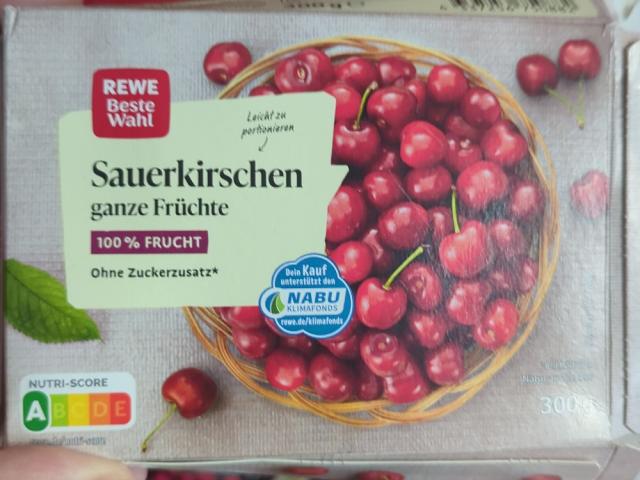 REWE
Beste
Wahl
Leicht zu
portionieren
Sauerkirschen
ganze Früchte
100% FRUCHT
Ohne Zuckerzusatz*
Dein Kauf
unterstützt den
NABU
KLIMAFONDS
rewe.de/klimafonds
NUTRI-SCORE
A B C D E
300 g